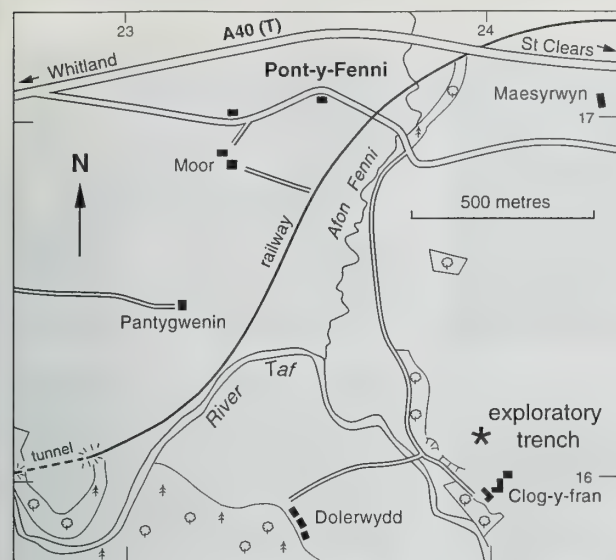 23
24
A40 (T)
St Clears
Whitland
Pont-y-Fenni
Maesyrwyn
17
Moor
N
Afon Fenni
500 metres
railway
Pantygwenin
River Taf
exploratory
trench
tunnel
16
Clog-y-fran
Dolerwydd